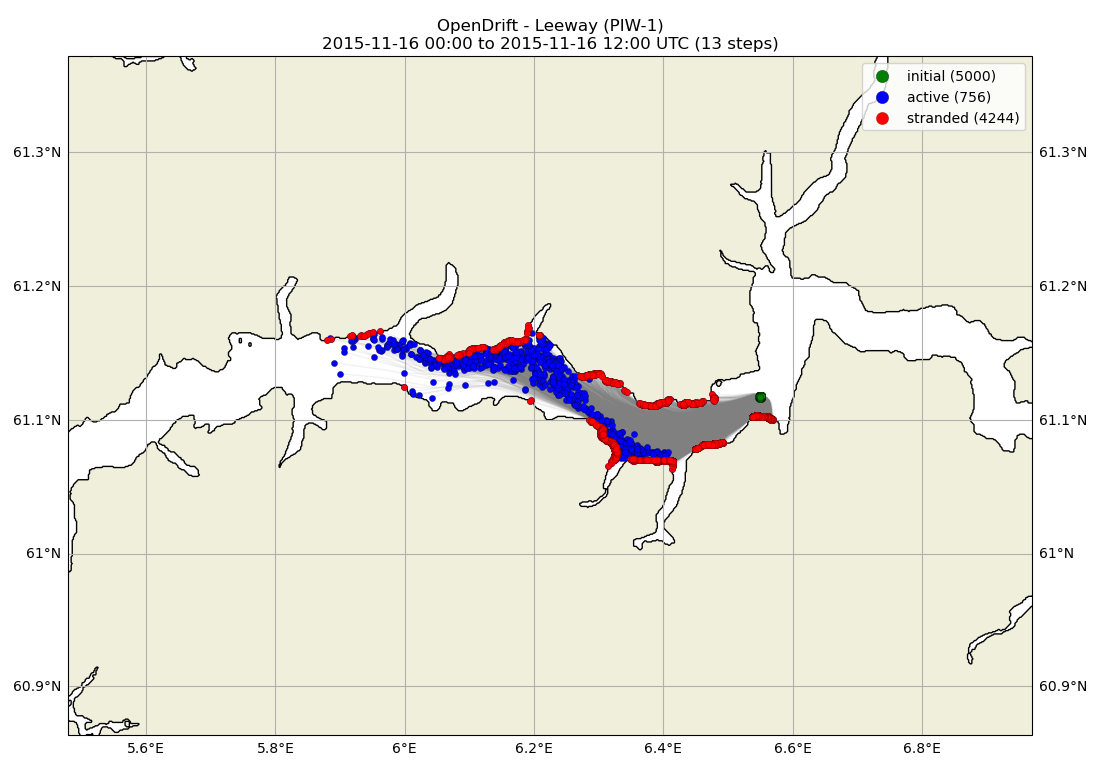 OpenDrift - Leeway (PIW-1)
2015-11-16 00:00 to 2015-11-16 12:00 UTC (13 steps)
initial (5000)
active (756)
stranded (4244)
61.3°N 61.3°N
61.2°N 61.2°N
61.1°N 61.1°N
61°N 61°N
60.9°N 60.9°N
5.6°E 5.8°E 6°E 6.2°E 6.4°E 6.6°E 6.8°E